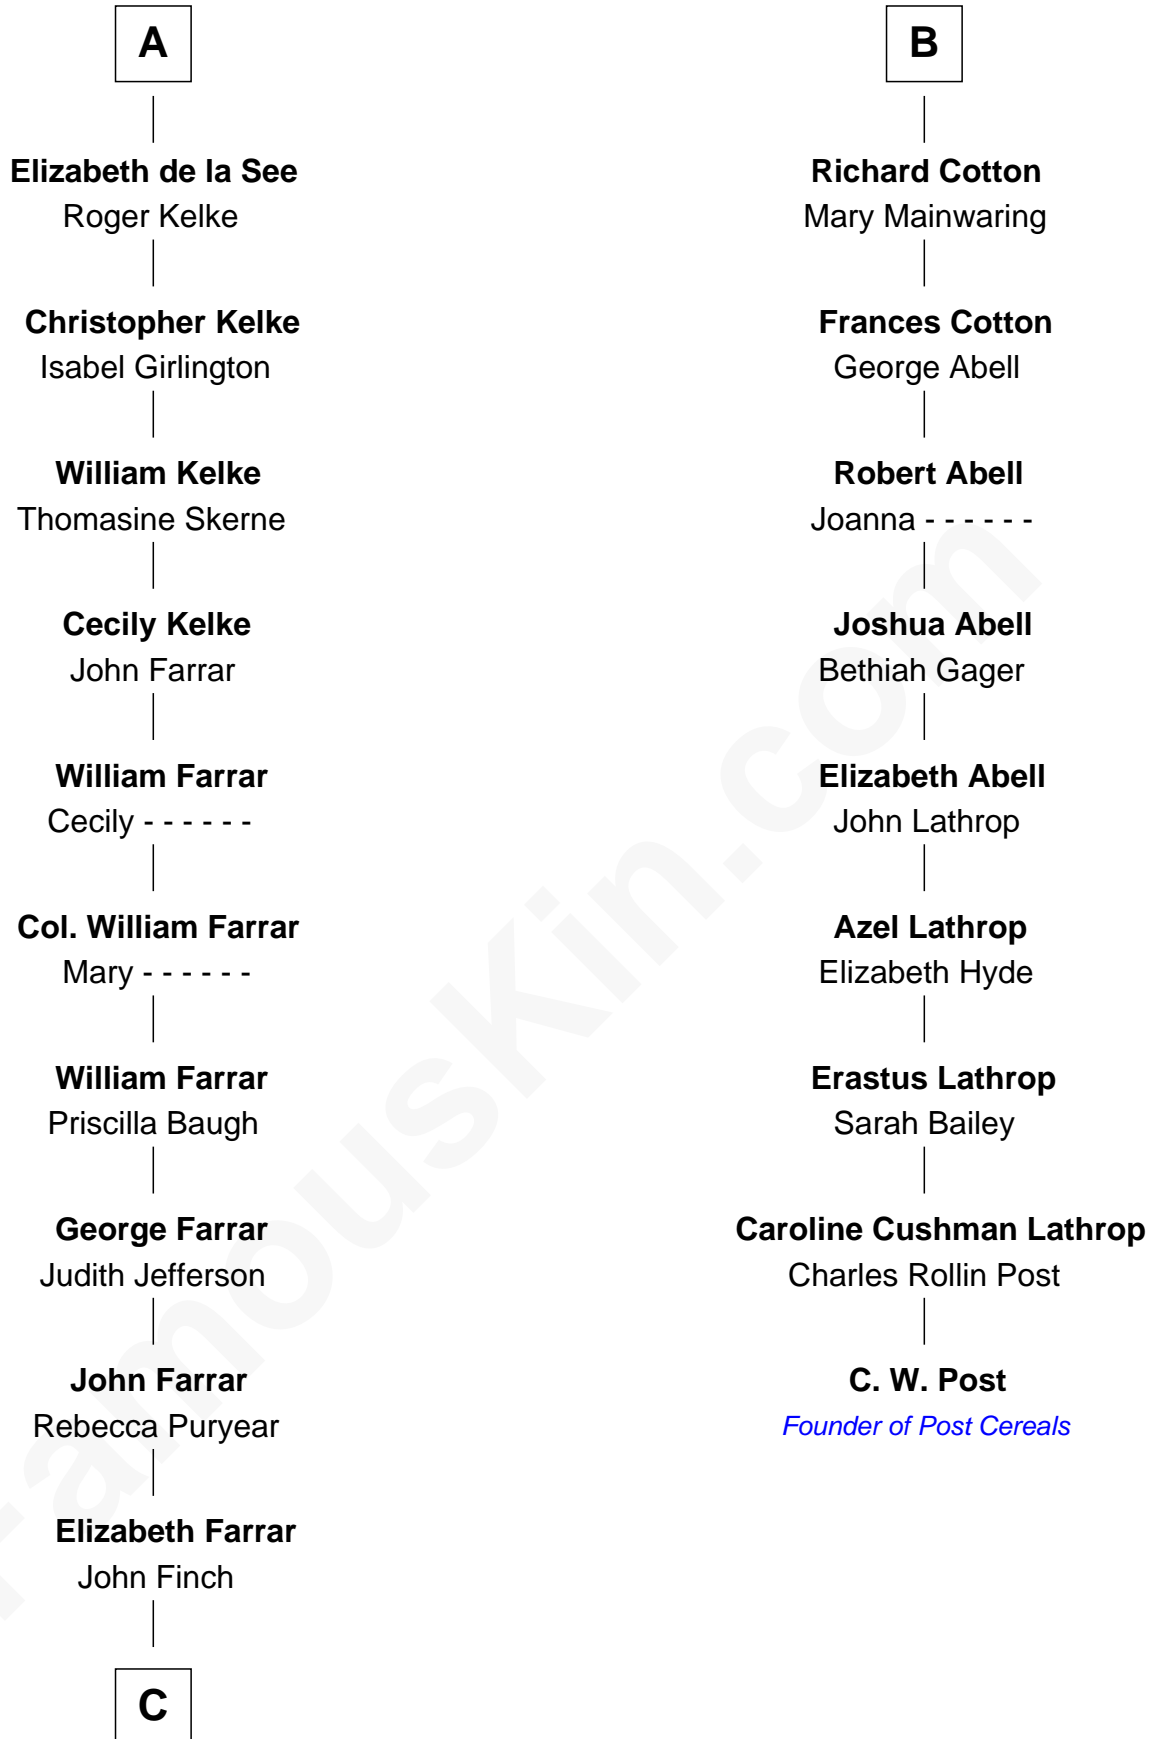 A
Elizabeth de la See
Roger Kelke
Christopher Kelke
Isabel Girlington
William Kelke
Thomasine Skerne
Cecily Kelke
John Farrar
William Farrar
Cecily - - - - - -
Col. William Farrar
Mary - - - - - -
William Farrar
Priscilla Baugh
George Farrar
Judith Jefferson
John Farrar
Rebecca Puryear
Elizabeth Farrar
John Finch
C
B
Richard Cotton
Mary Mainwaring
Frances Cotton
George Abell
Robert Abell
Joanna - - - - - -
Joshua Abell
Bethiah Gager
Elizabeth Abell
John Lathrop
Azel Lathrop
Elizabeth Hyde
Erastus Lathrop
Sarah Bailey
Caroline Cushman Lathrop
Charles Rollin Post
C. W. Post
Founder of Post Cereals
FamousKin.com